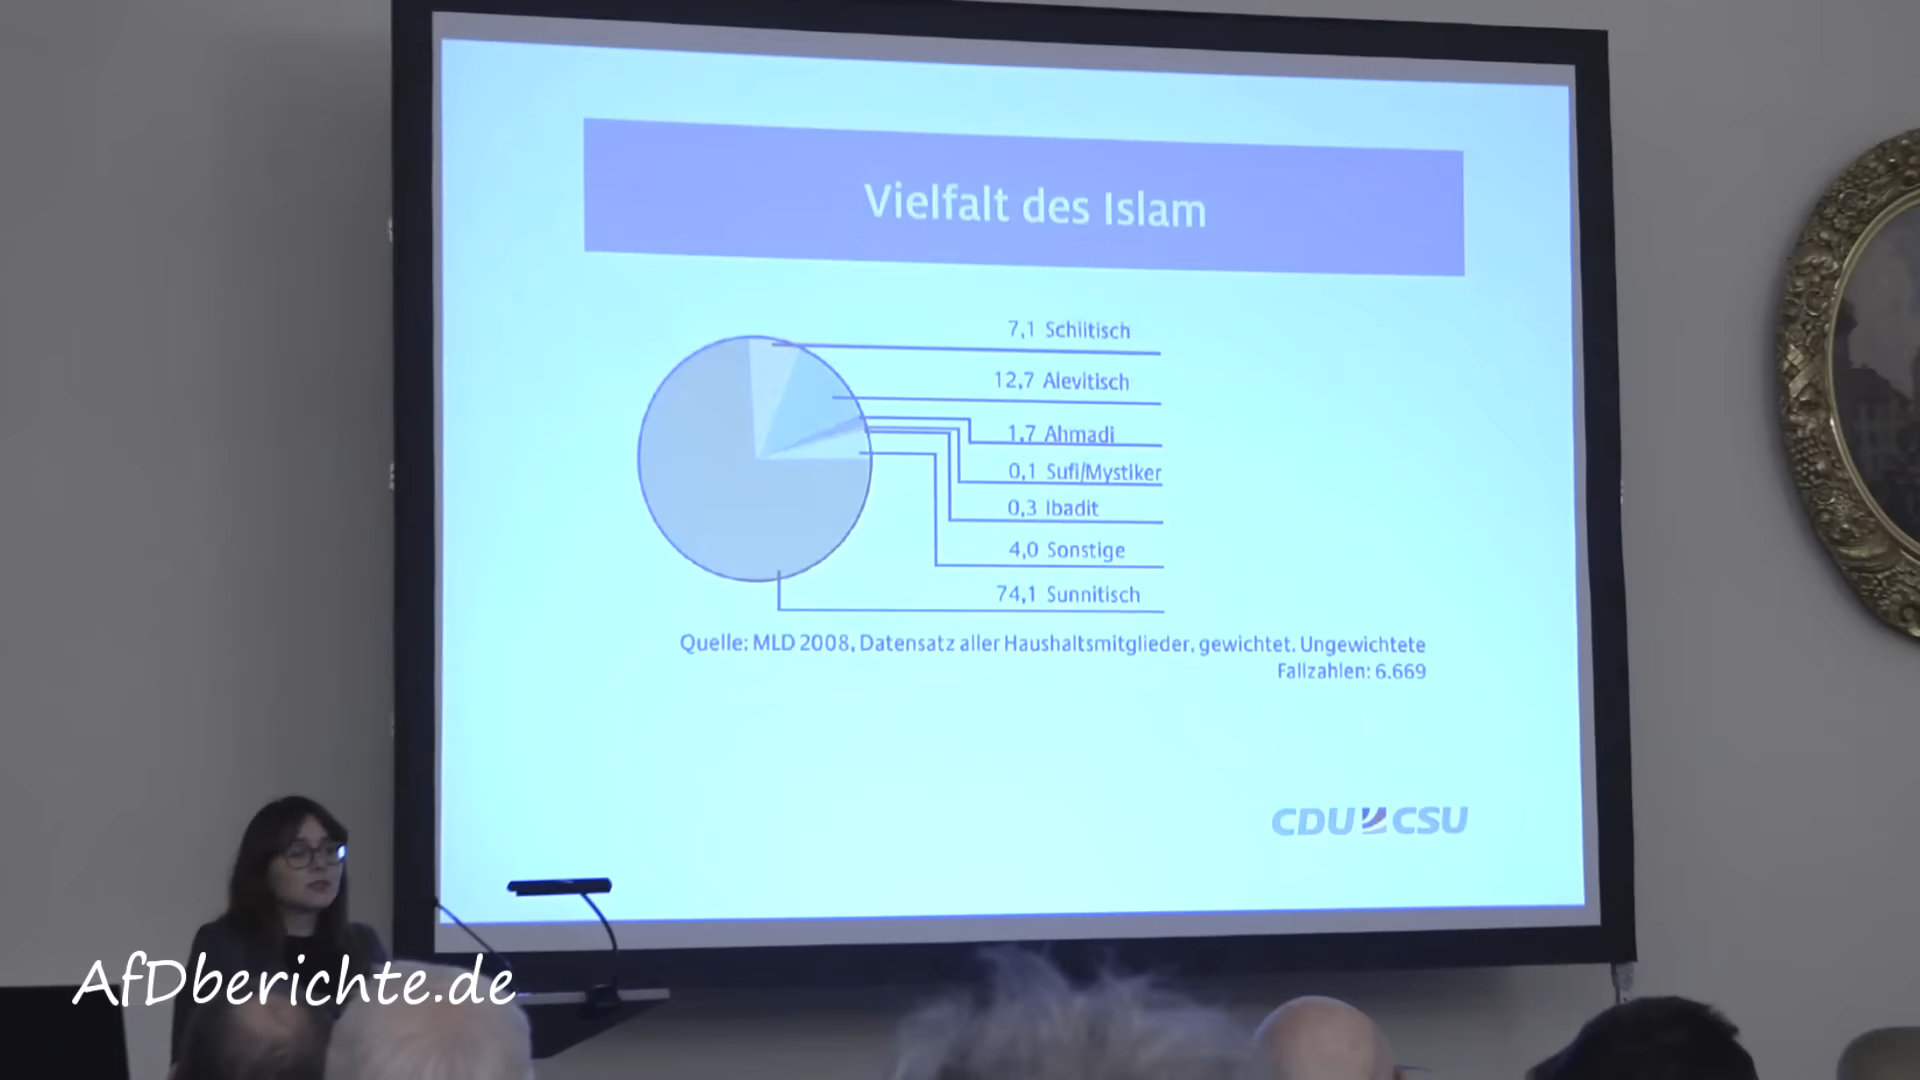 Vielfalt des Islam
7,1 Schiitisch
12,7 Alevitisch
1,7 Ahmadi
0,1 Sufi/Mystiker
0,3 Ibadit
4,0 Sonstige
74,1 Sunnitisch
Quelle: MLD 2008, Datensatz aller Haushaltsmitglieder, gewichtet. Ungewichtete
Fallzahlen: 6.669
CDU CSU
AfDberichte.de